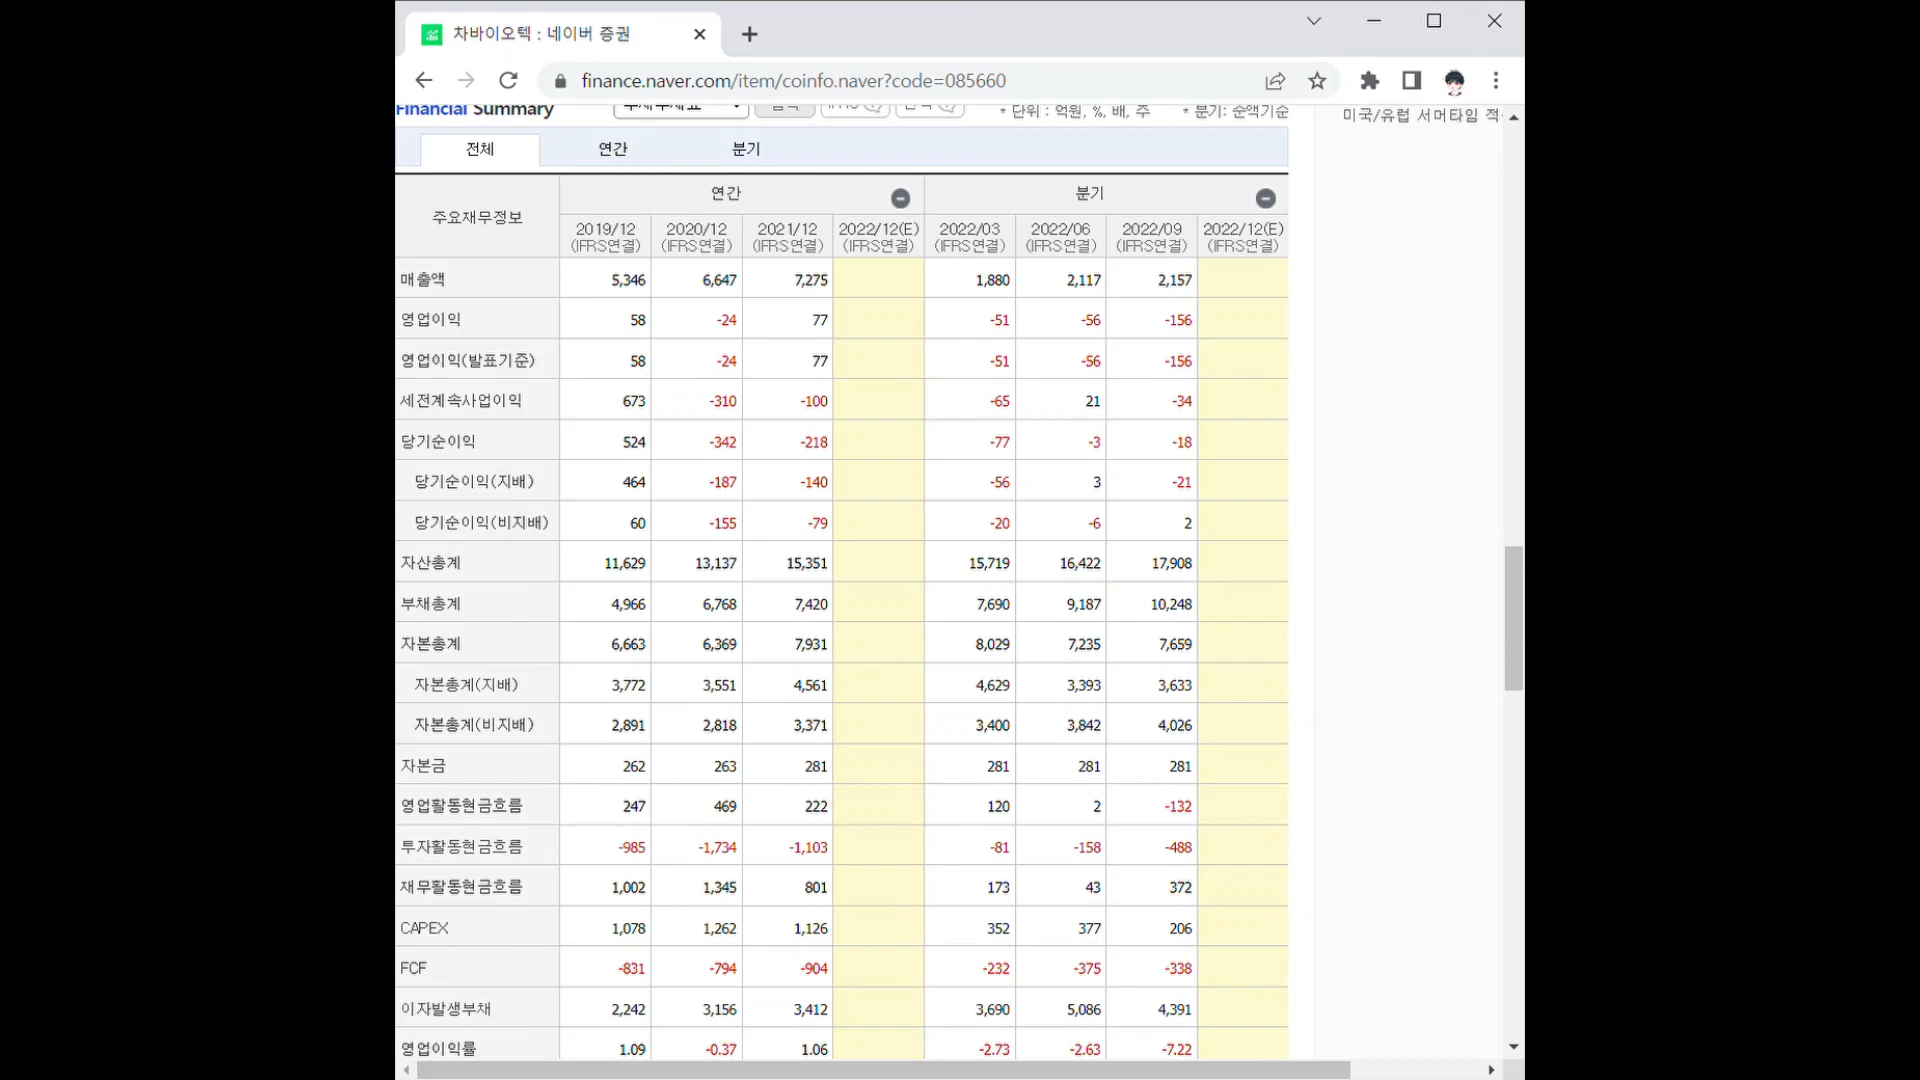 차바이오텍 : 네이버 증권
finance.naver.com/item/coinfo.naver?code=085660
Financial Summary
* 단위 : 억원, %, 배, 주 * 분기: 순액기준
미국/유럽 서머타임 적
전체 연간 분기
주요재무정보 연간 분기
2019/12 2020/12 2021/12 2022/12(E) 2022/03 2022/06 2022/09 2022/12(E)
(IFRS연결) (IFRS연결) (IFRS연결) (IFRS연결) (IFRS연결) (IFRS연결) (IFRS연결) (IFRS연결)
매출액 5,346 6,647 7,275 1,880 2,117 2,157
영업이익 58 -24 77 -51 -56 -156
영업이익(발표기준) 58 -24 77 -51 -56 -156
세전계속사업이익 673 -310 -100 -65 21 -34
당기순이익 524 -342 -218 -77 -3 -18
당기순이익(지배) 464 -187 -140 -56 3 -21
당기순이익(비지배) 60 -155 -79 -20 -6 2
자산총계 11,629 13,137 15,351 15,719 16,422 17,908
부채총계 4,966 6,768 7,420 7,690 9,187 10,248
자본총계 6,663 6,369 7,931 8,029 7,235 7,659
자본총계(지배) 3,772 3,551 4,561 4,629 3,393 3,633
자본총계(비지배) 2,891 2,818 3,371 3,400 3,842 4,026
자본금 262 263 281 281 281 281
영업활동현금흐름 247 469 222 120 2 -132
투자활동현금흐름 -985 -1,734 -1,103 -81 -158 -488
재무활동현금흐름 1,002 1,345 801 173 43 372
CAPEX 1,078 1,262 1,126 352 377 206
FCF -831 -794 -904 -232 -375 -338
이자발생부채 2,242 3,156 3,412 3,690 5,086 4,391
영업이익률 1.09 -0.37 1.06 -2.73 -2.63 -7.22